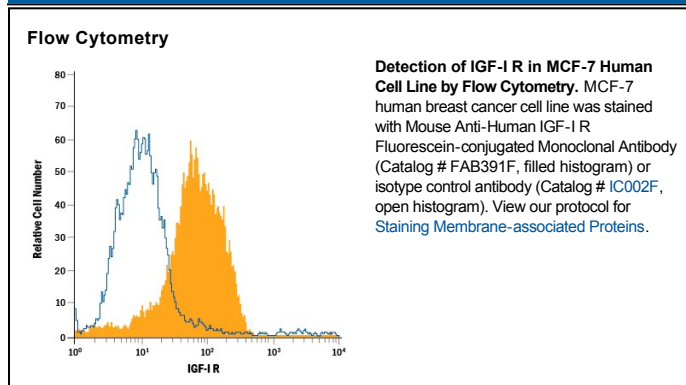 Flow Cytometry
80
70
60
50
40
30
20
10
0
Relative Cell Number
10⁰
10¹
10²
10³
10⁴
IGF-I R
Detection of IGF-I R in MCF-7 Human
Cell Line by Flow Cytometry. MCF-7
human breast cancer cell line was stained
with Mouse Anti-Human IGF-I R
Fluorescein-conjugated Monoclonal Antibody
(Catalog # FAB391F, filled histogram) or
isotype control antibody (Catalog # IC002F,
open histogram). View our protocol for
Staining Membrane-associated Proteins.